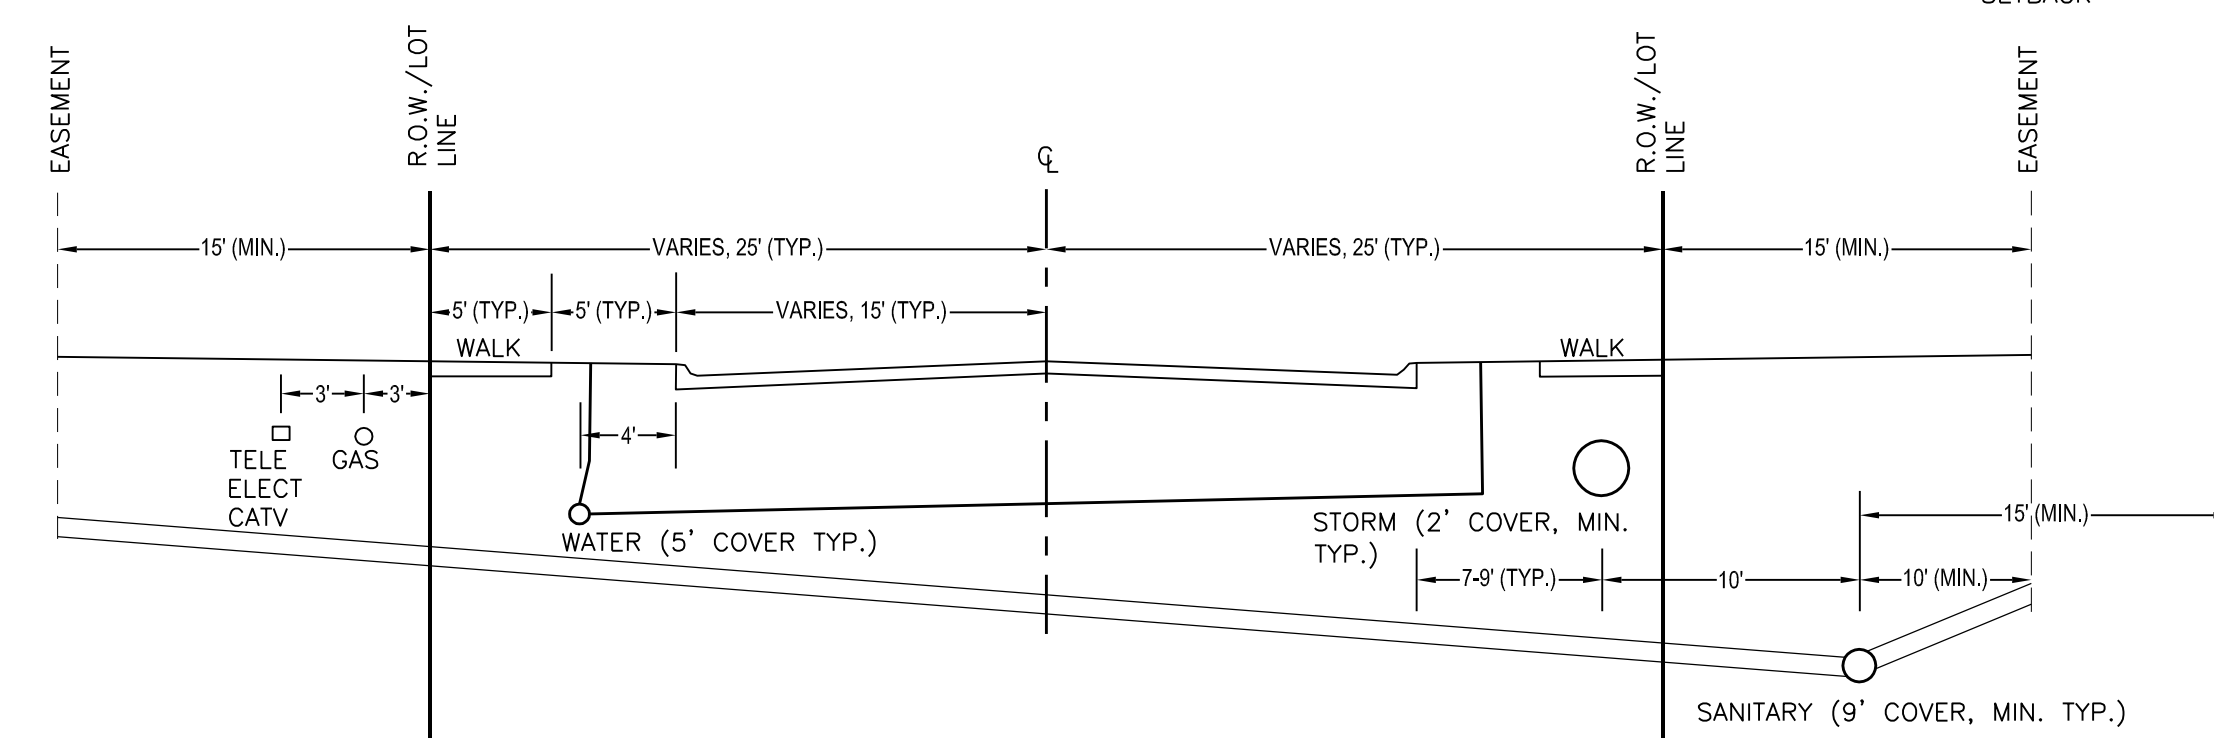 EASEMENT
R.O.W./LOT
LINE
℄
R.O.W./LOT
LINE
EASEMENT
15' (MIN.)
VARIES, 25' (TYP.)
VARIES, 25' (TYP.)
15' (MIN.)
5' (TYP.)
5' (TYP.)
VARIES, 15' (TYP.)
WALK
WALK
3'
3'
4'
TELE
ELECT
CATV
GAS
WATER (5' COVER TYP.)
STORM (2' COVER, MIN.
TYP.)
15' (MIN.)
7-9' (TYP.)
10'
10' (MIN.)
SANITARY (9' COVER, MIN. TYP.)